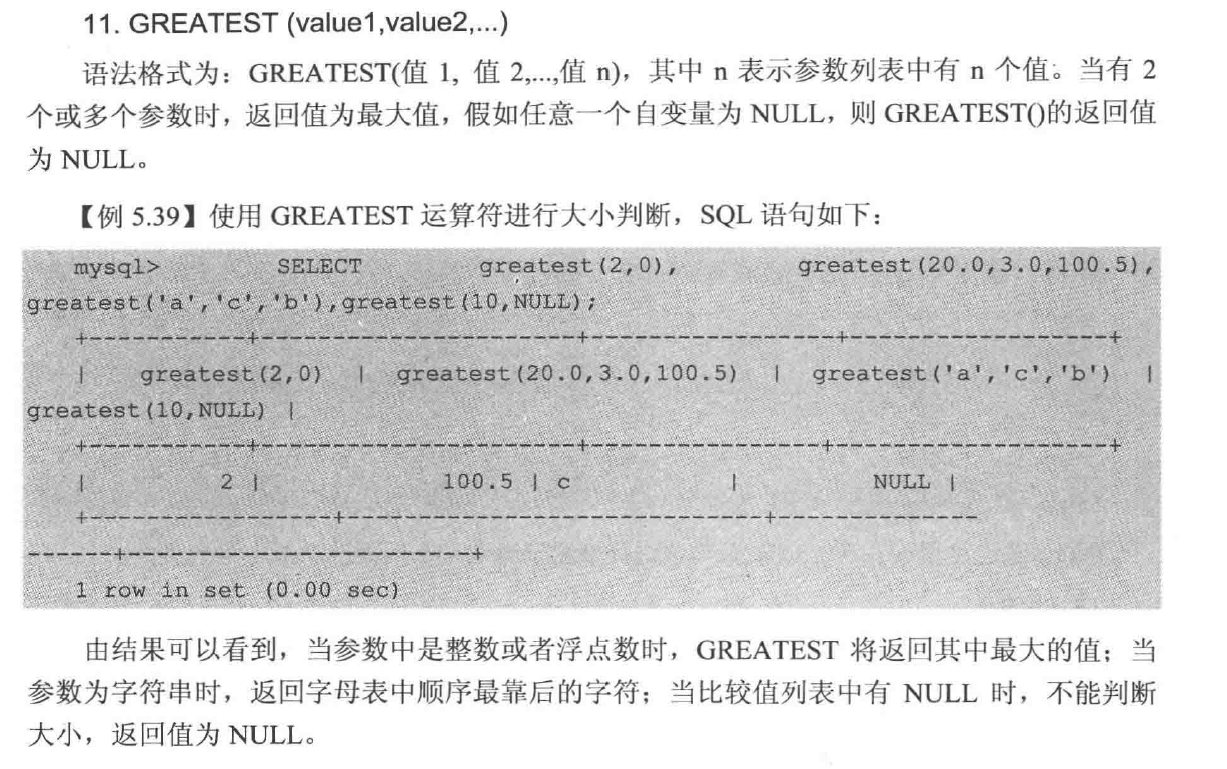 11. GREATEST (value1,value2,...)
语法格式为：GREATEST(值 1, 值 2,...,值 n)，其中 n 表示参数列表中有 n 个值。当有 2
个或多个参数时，返回值为最大值，假如任意一个自变量为 NULL，则 GREATEST()的返回值
为 NULL。
【例 5.39】使用 GREATEST 运算符进行大小判断，SQL 语句如下：
mysql> SELECT greatest(2,0), greatest(20.0,3.0,100.5),
greatest('a','c','b'),greatest(10,NULL);
+------------+-----------------------+------------------+-------------------+
| greatest(2,0) | greatest(20.0,3.0,100.5) | greatest('a','c','b') |
greatest(10,NULL) |
+------------+-----------------------+-----------------+--------------------+
| 2 | 100.5 | c | NULL |
+------------------+------------------------------+--------------
------+-------------------------+
1 row in set (0.00 sec)
由结果可以看到，当参数中是整数或者浮点数时，GREATEST 将返回其中最大的值；当
参数为字符串时，返回字母表中顺序最靠后的字符；当比较值列表中有 NULL 时，不能判断
大小，返回值为 NULL。